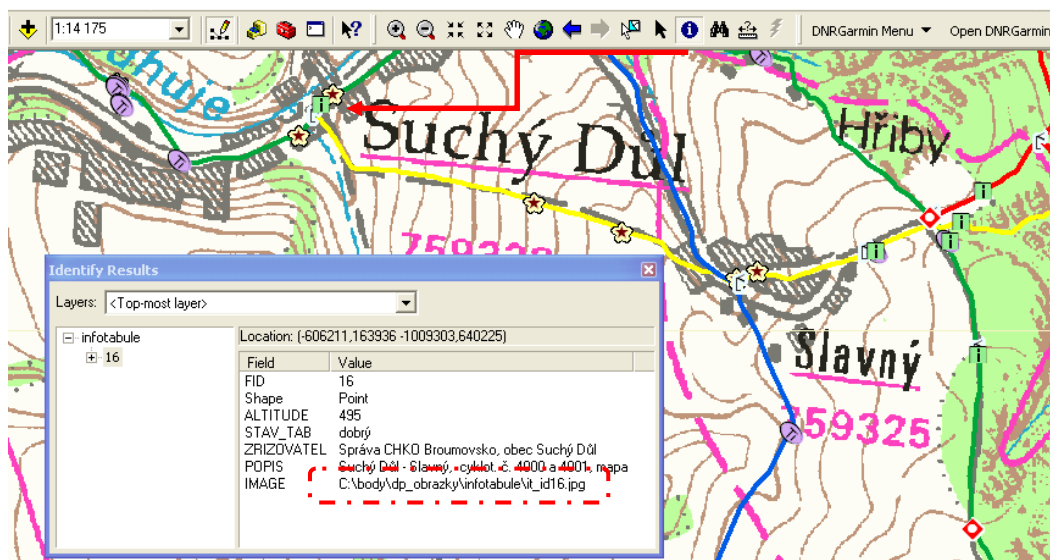 1:14 175
DNRGarmin Menu
Open DNRGarmin
Suchý Důl
Hřiby
Identify Results
Layers: <Top-most layer>
infotabule
16
Location: (-606211,163936 -1009303,640225)
Field Value
FID 16
Shape Point
ALTITUDE 495
STAV_TAB dobrý
ZRIZOVATEL Správa CHKO Broumovsko, obec Suchý Důl
POPIS Suchý Důl - Slavný, cyklot. č. 4000 a 4001, mapa
IMAGE C:\body\dp_obrazky\infotabule\it_id16.jpg
Slavný
759325